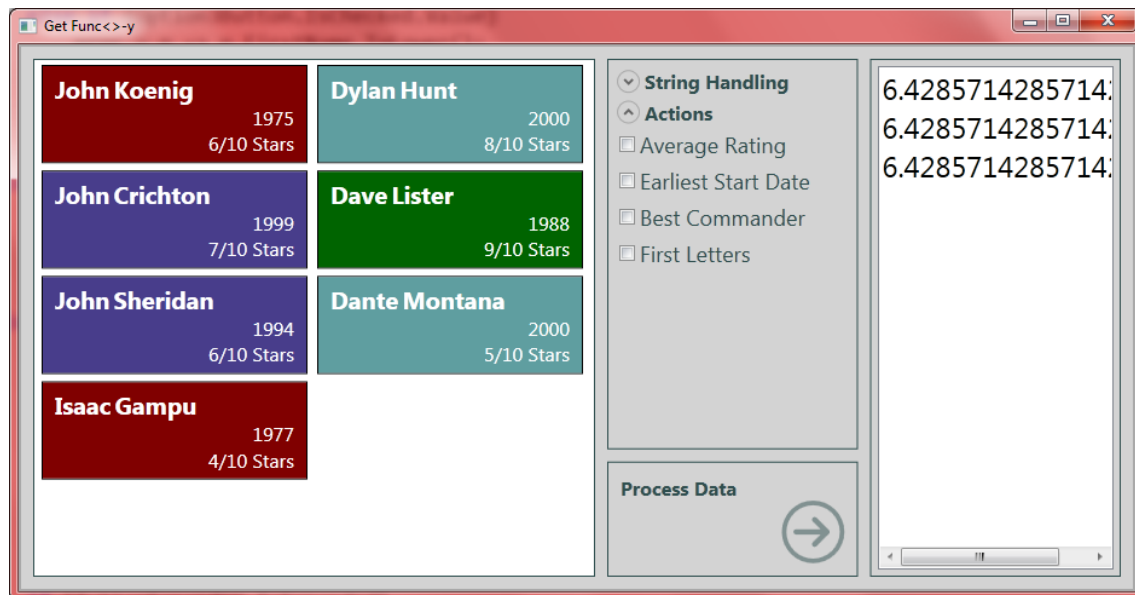 Get Func<>-y
John Koenig
1975
6/10 Stars
Dylan Hunt
2000
8/10 Stars
John Crichton
1999
7/10 Stars
Dave Lister
1988
9/10 Stars
John Sheridan
1994
6/10 Stars
Dante Montana
2000
5/10 Stars
Isaac Gampu
1977
4/10 Stars
String Handling
Actions
Average Rating
Earliest Start Date
Best Commander
First Letters
Process Data
6.4285714285714
6.4285714285714
6.4285714285714